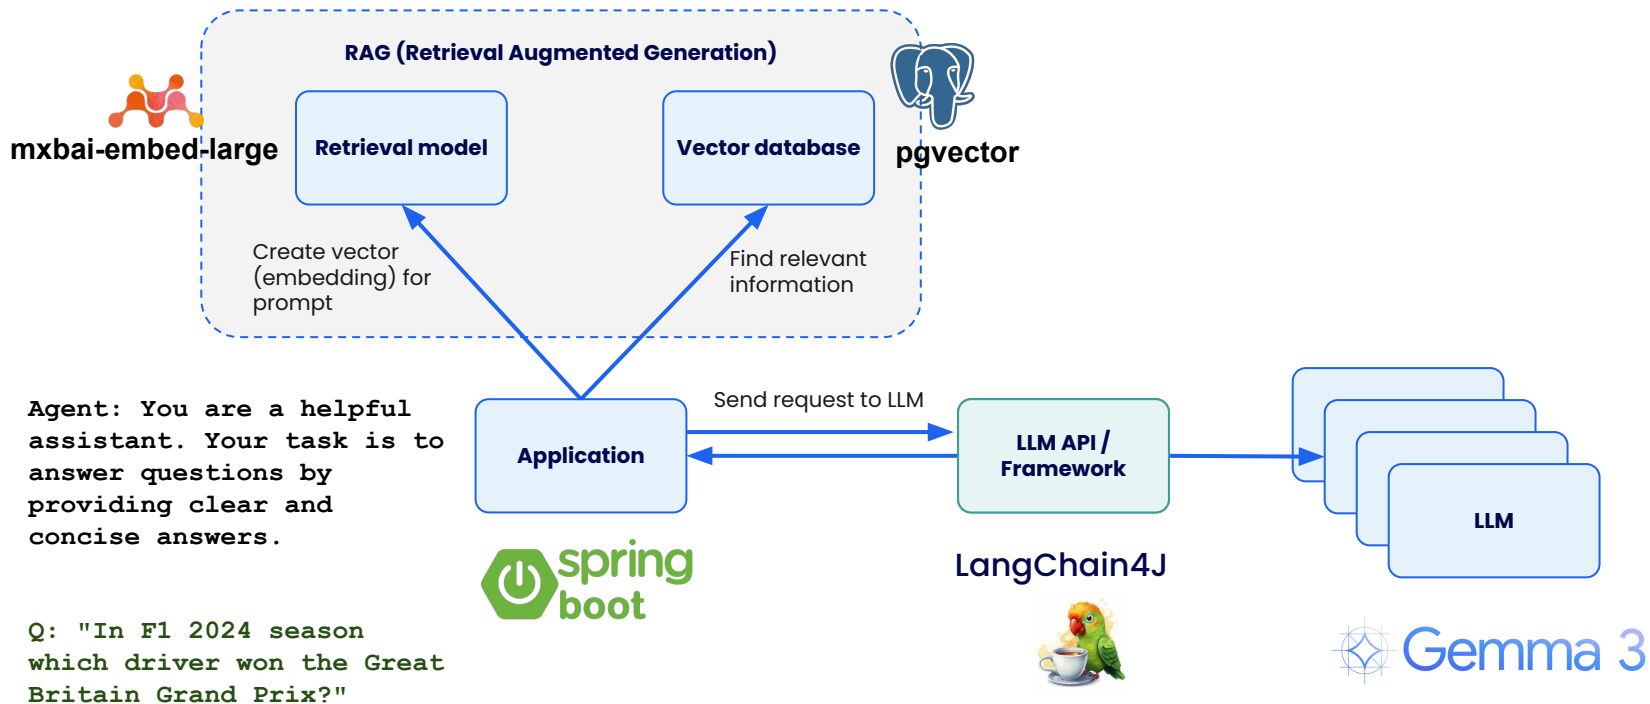 RAG (Retrieval Augmented Generation)
mxbai-embed-large
Retrieval model
Vector database
pgvector
Create vector
(embedding) for
prompt
Find relevant
information
Agent: You are a helpful
assistant. Your task is to
answer questions by
providing clear and
concise answers.
Application
Send request to LLM
LLM API /
Framework
LLM
spring
boot
LangChain4J
Gemma 3
Q: "In F1 2024 season
which driver won the Great
Britain Grand Prix?"